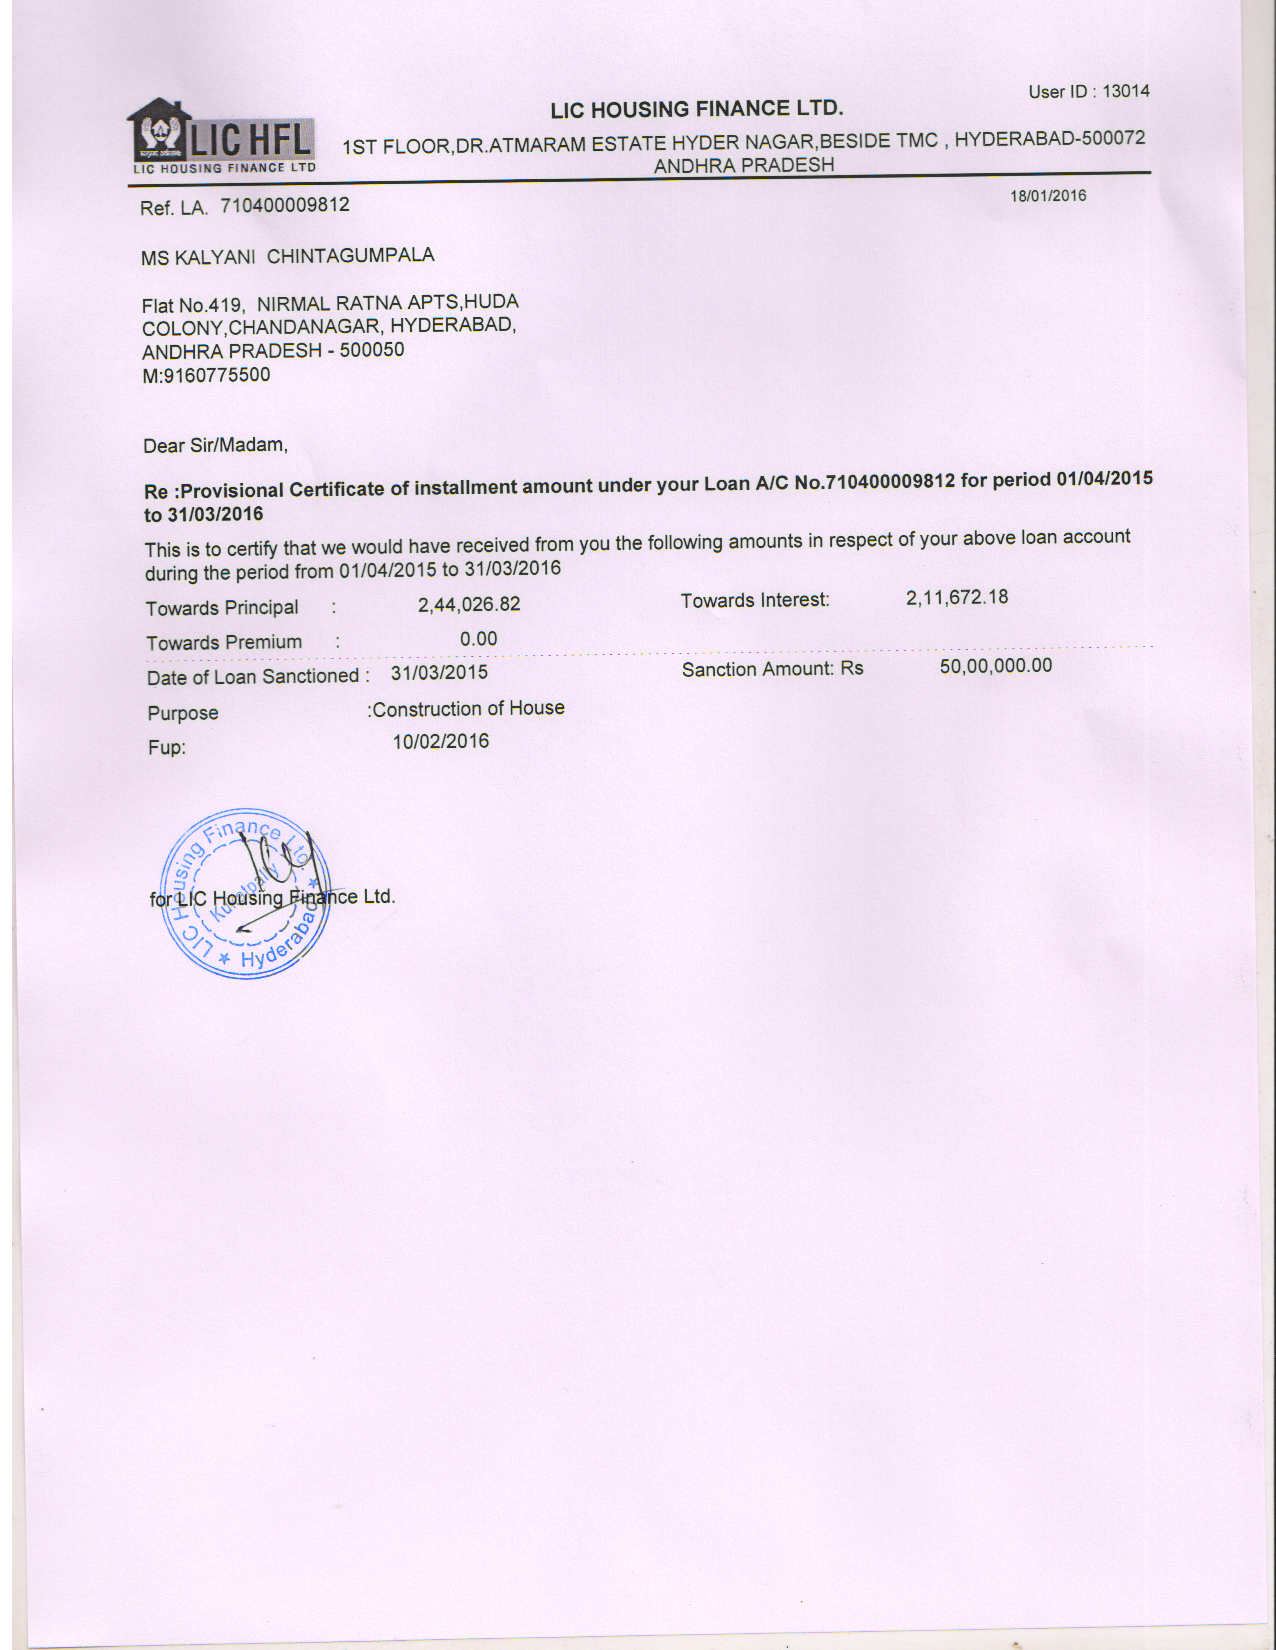 User ID : 13014
LIC HOUSING FINANCE LTD.
LIC HFL
LIC HOUSING FINANCE LTD
1ST FLOOR,DR.ATMARAM ESTATE HYDER NAGAR,BESIDE TMC , HYDERABAD-500072
ANDHRA PRADESH
18/01/2016
Ref. LA. 710400009812
MS KALYANI CHINTAGUMPALA
Flat No.419, NIRMAL RATNA APTS,HUDA
COLONY,CHANDANAGAR, HYDERABAD,
ANDHRA PRADESH - 500050
M:9160775500
Dear Sir/Madam,
Re :Provisional Certificate of installment amount under your Loan A/C No.710400009812 for period 01/04/2015
to 31/03/2016
This is to certify that we would have received from you the following amounts in respect of your above loan account
during the period from 01/04/2015 to 31/03/2016
Towards Principal : 2,44,026.82 Towards Interest: 2,11,672.18
Towards Premium : 0.00
Date of Loan Sanctioned : 31/03/2015 Sanction Amount: Rs 50,00,000.00
Purpose :Construction of House
Fup: 10/02/2016
LIC Housing Finance Ltd.
Hyderabad
for LIC Housing Finance Ltd.